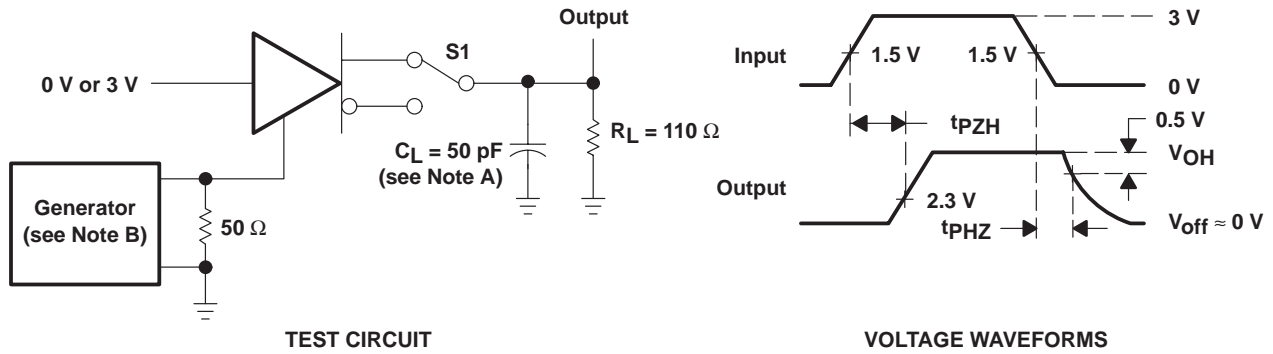 Output
S1
0 V or 3 V
CL = 50 pF
(see Note A)
RL = 110 Ω
Generator
(see Note B)
50 Ω
TEST CIRCUIT
3 V
Input
1.5 V
1.5 V
0 V
tPZH
0.5 V
VOH
Output
2.3 V
tPHZ
Voff ≈ 0 V
VOLTAGE WAVEFORMS